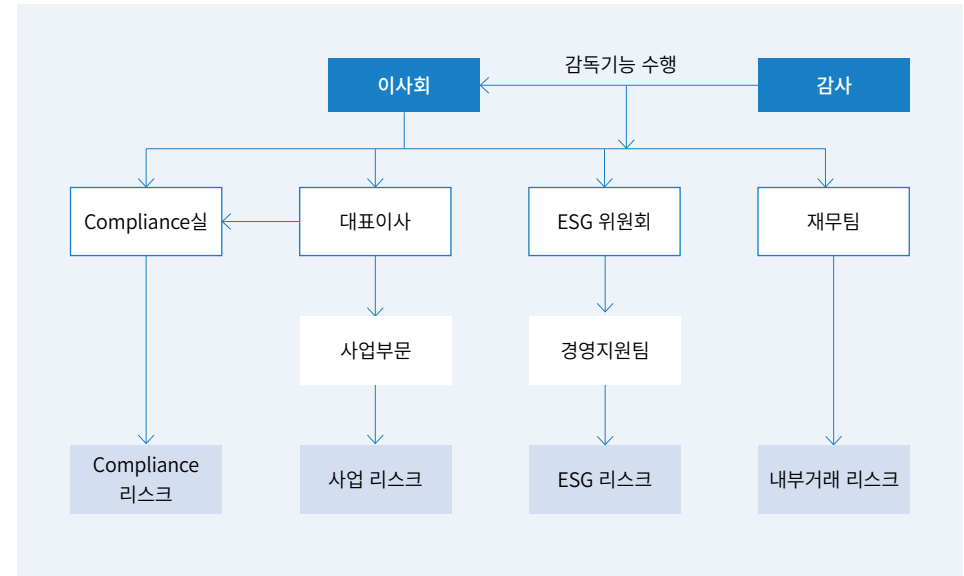 감독기능 수행
이사회
감사
Compliance실
대표이사
ESG 위원회
재무팀
사업부문
경영지원팀
Compliance
리스크
사업 리스크
ESG 리스크
내부거래 리스크